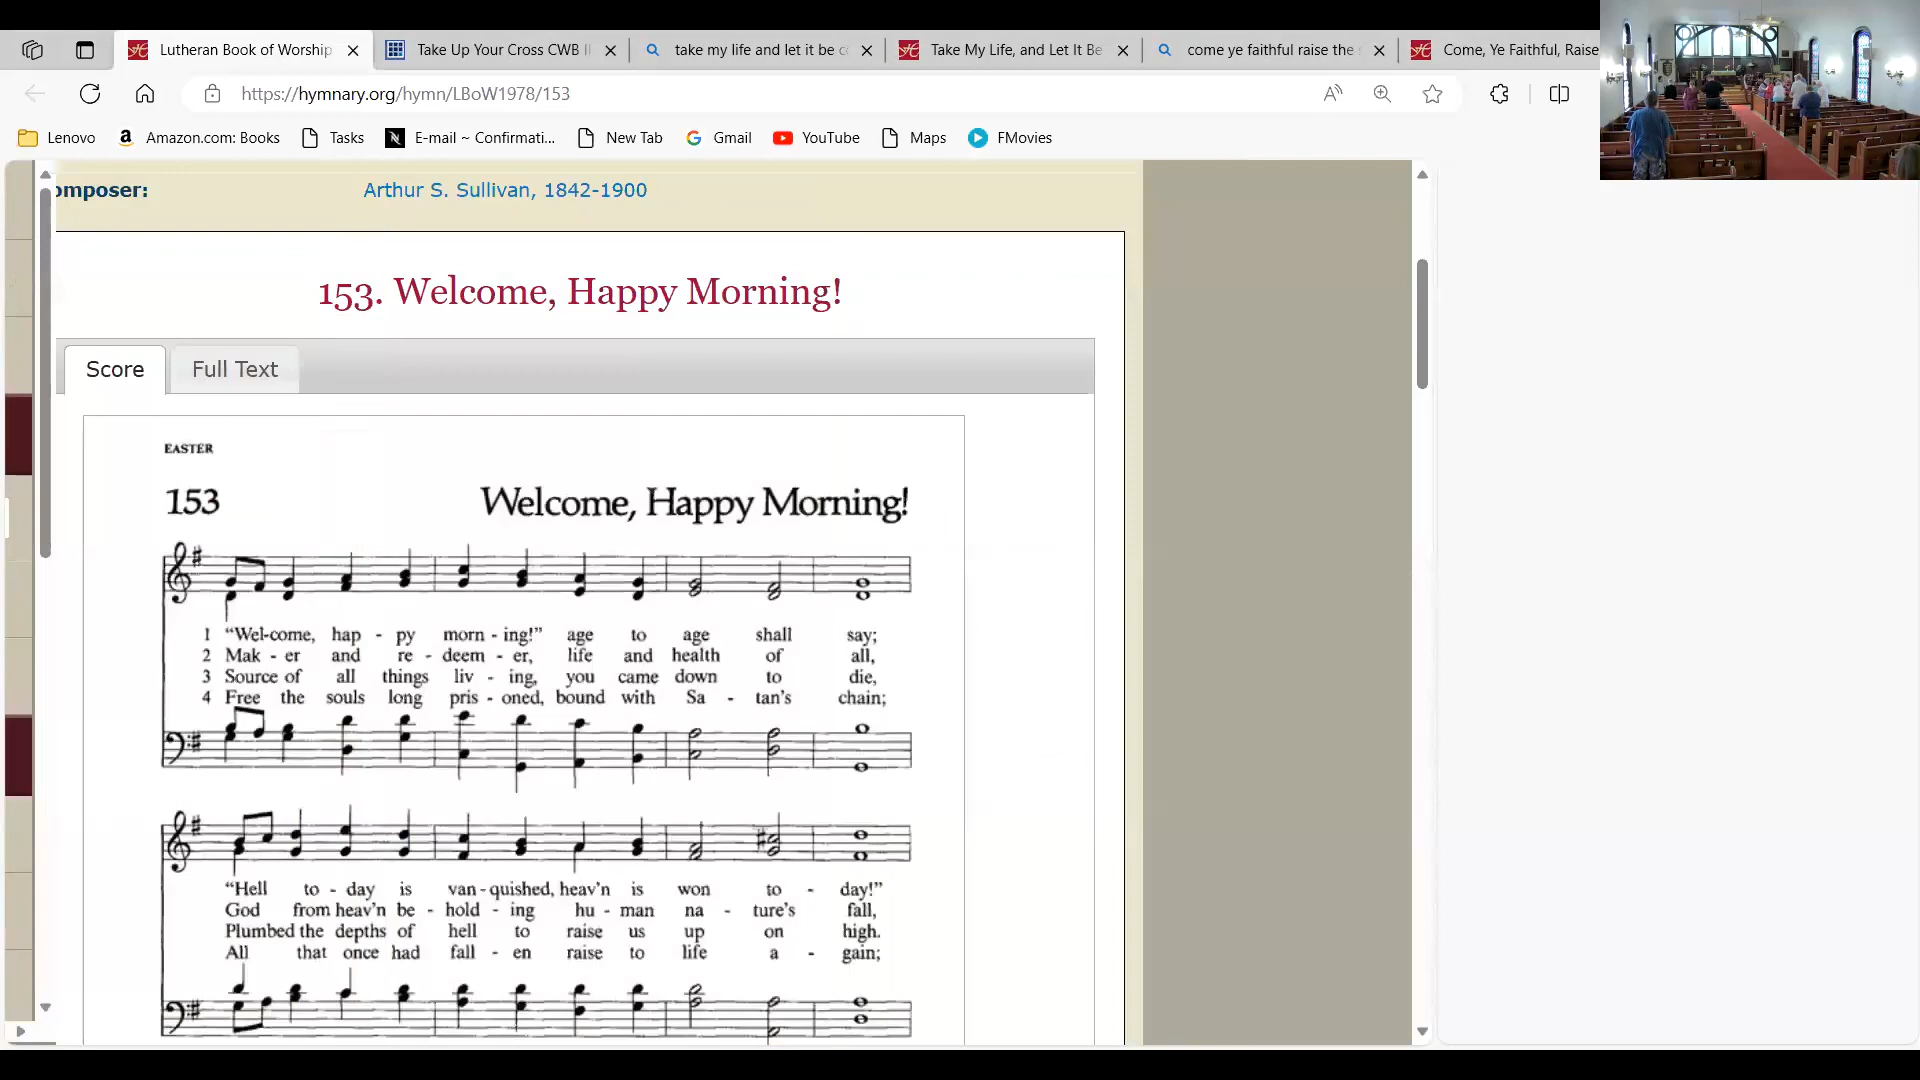 Lutheran Book of Worship
Take Up Your Cross CWB II
take my life and let it be c
Take My Life, and Let It Be
come ye faithful raise the s
Come, Ye Faithful, Raise
https://hymnary.org/hymn/LBoW1978/153
Lenovo
Amazon.com: Books
Tasks
E-mail ~ Confirmati...
New Tab
Gmail
YouTube
Maps
FMovies
omposer:
Arthur S. Sullivan, 1842-1900
153. Welcome, Happy Morning!
Score
Full Text
EASTER
153
Welcome, Happy Morning!
1 “Wel-come, hap - py morn - ing!” age to age shall say;
2 Mak - er and re - deem - er, life and health of all,
3 Source of all things liv - ing, you came down to die,
4 Free the souls long pris - oned, bound with Sa - tan's chain;
“Hell to - day is van - quished, heav'n is won to - day!”
God from heav'n be - hold - ing hu - man na - ture's fall,
Plumbed the depths of hell to raise us up on high.
All that once had fall - en raise to life a - gain;